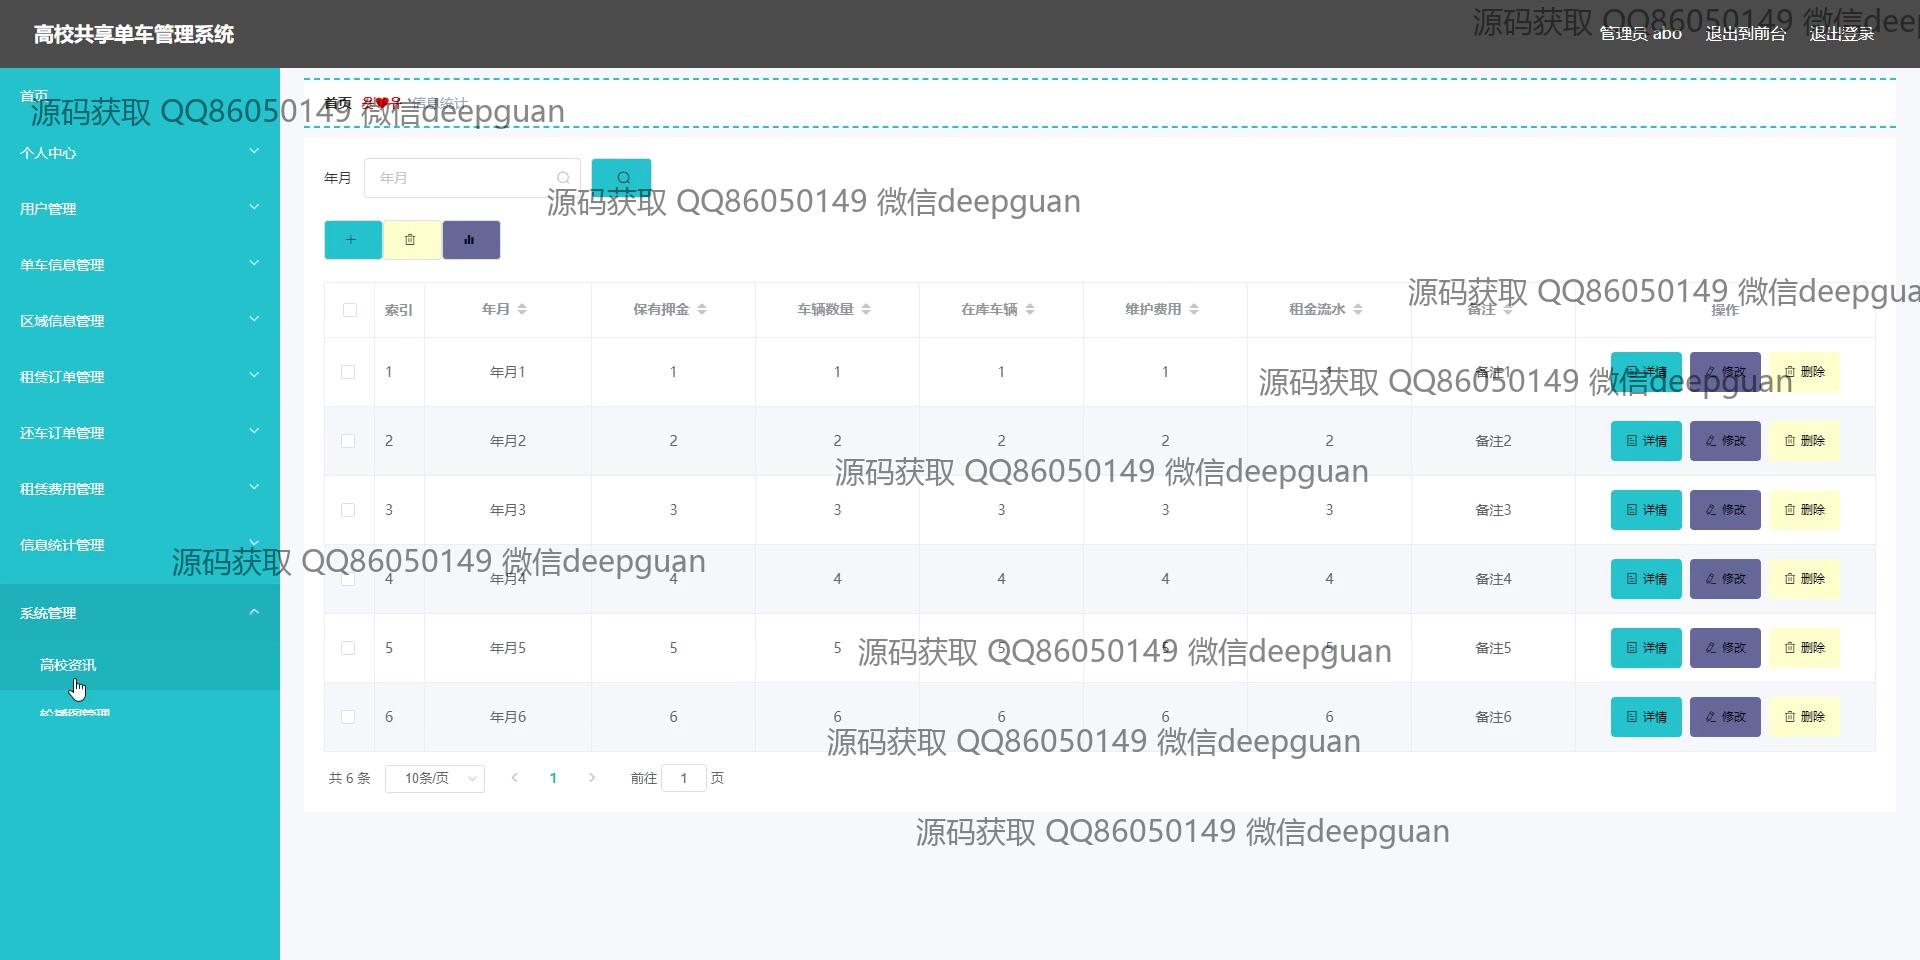 高校共享单车管理系统
管理员 abo 退出到前台 退出登录
源码获取 QQ86050149 微信deep
首页
首页 信息统计
源码获取 QQ86050149 微信deepguan
个人中心
年月 年月
用户管理
源码获取 QQ86050149 微信deepguan
单车信息管理
源码获取 QQ86050149 微信deepgua
索引 年月 保有押金 车辆数量 在库车辆 维护费用 租金流水 备注 操作
区域信息管理
1 年月1 1 1 1 1 1 备注1 详情 修改 删除
租赁订单管理
源码获取 QQ86050149 微信deepguan
还车订单管理
2 年月2 2 2 2 2 2 备注2 详情 修改 删除
源码获取 QQ86050149 微信deepguan
租赁费用管理
3 年月3 3 3 3 3 3 备注3 详情 修改 删除
信息统计管理
源码获取 QQ86050149 微信deepguan
4 年月4 4 4 4 4 4 备注4 详情 修改 删除
系统管理
5 年月5 5 5 5 5 5 备注5 详情 修改 删除
源码获取 QQ86050149 微信deepguan
高校资讯
轮播图管理
6 年月6 6 6 6 6 6 备注6 详情 修改 删除
源码获取 QQ86050149 微信deepguan
共 6 条 10条/页 1 前往 1 页
源码获取 QQ86050149 微信deepguan